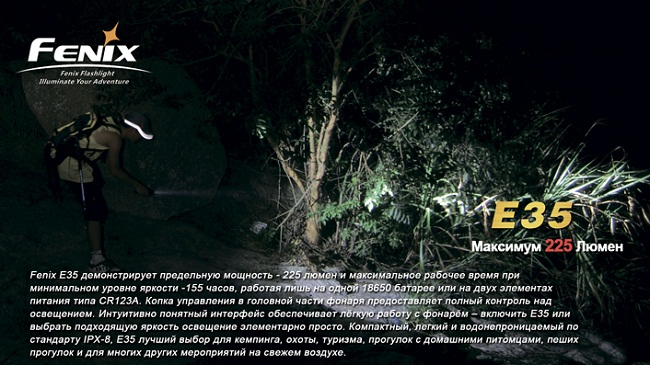 FENIX
Fenix Flashlight
Illuminate Your Adventure
E35
Максимум 225 Люмен
Fenix E35 демонстрирует предельную мощность - 225 люмен и максимальное рабочее время при
минимальном уровне яркости -155 часов, работая лишь на одной 18650 батарее или на двух элементах
питания типа CR123A. Копка управления в головной части фонаря предоставляет полный контроль над
освещением. Интуитивно понятный интерфейс обеспечивает лёгкую работу с фонарём – включить E35 или
выбрать подходящую яркость освещение элементарно просто. Компактный, легкий и водонепроницаемый по
стандарту IPX-8, E35 лучший выбор для кемпинга, охоты, туризма, прогулок с домашними питомцами, пеших
прогулок и для многих других мероприятий на свежем воздухе.